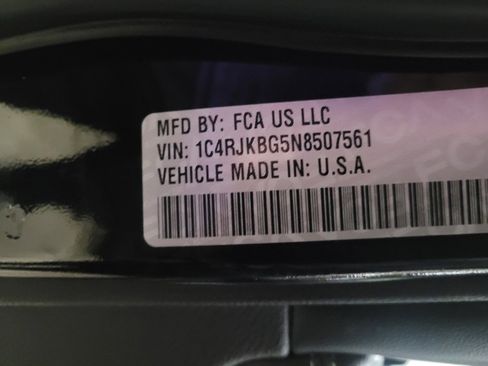 MFD BY: FCA US LLC
VIN: 1C4RJKBG5N8507561
VEHICLE MADE IN: U.S.A.